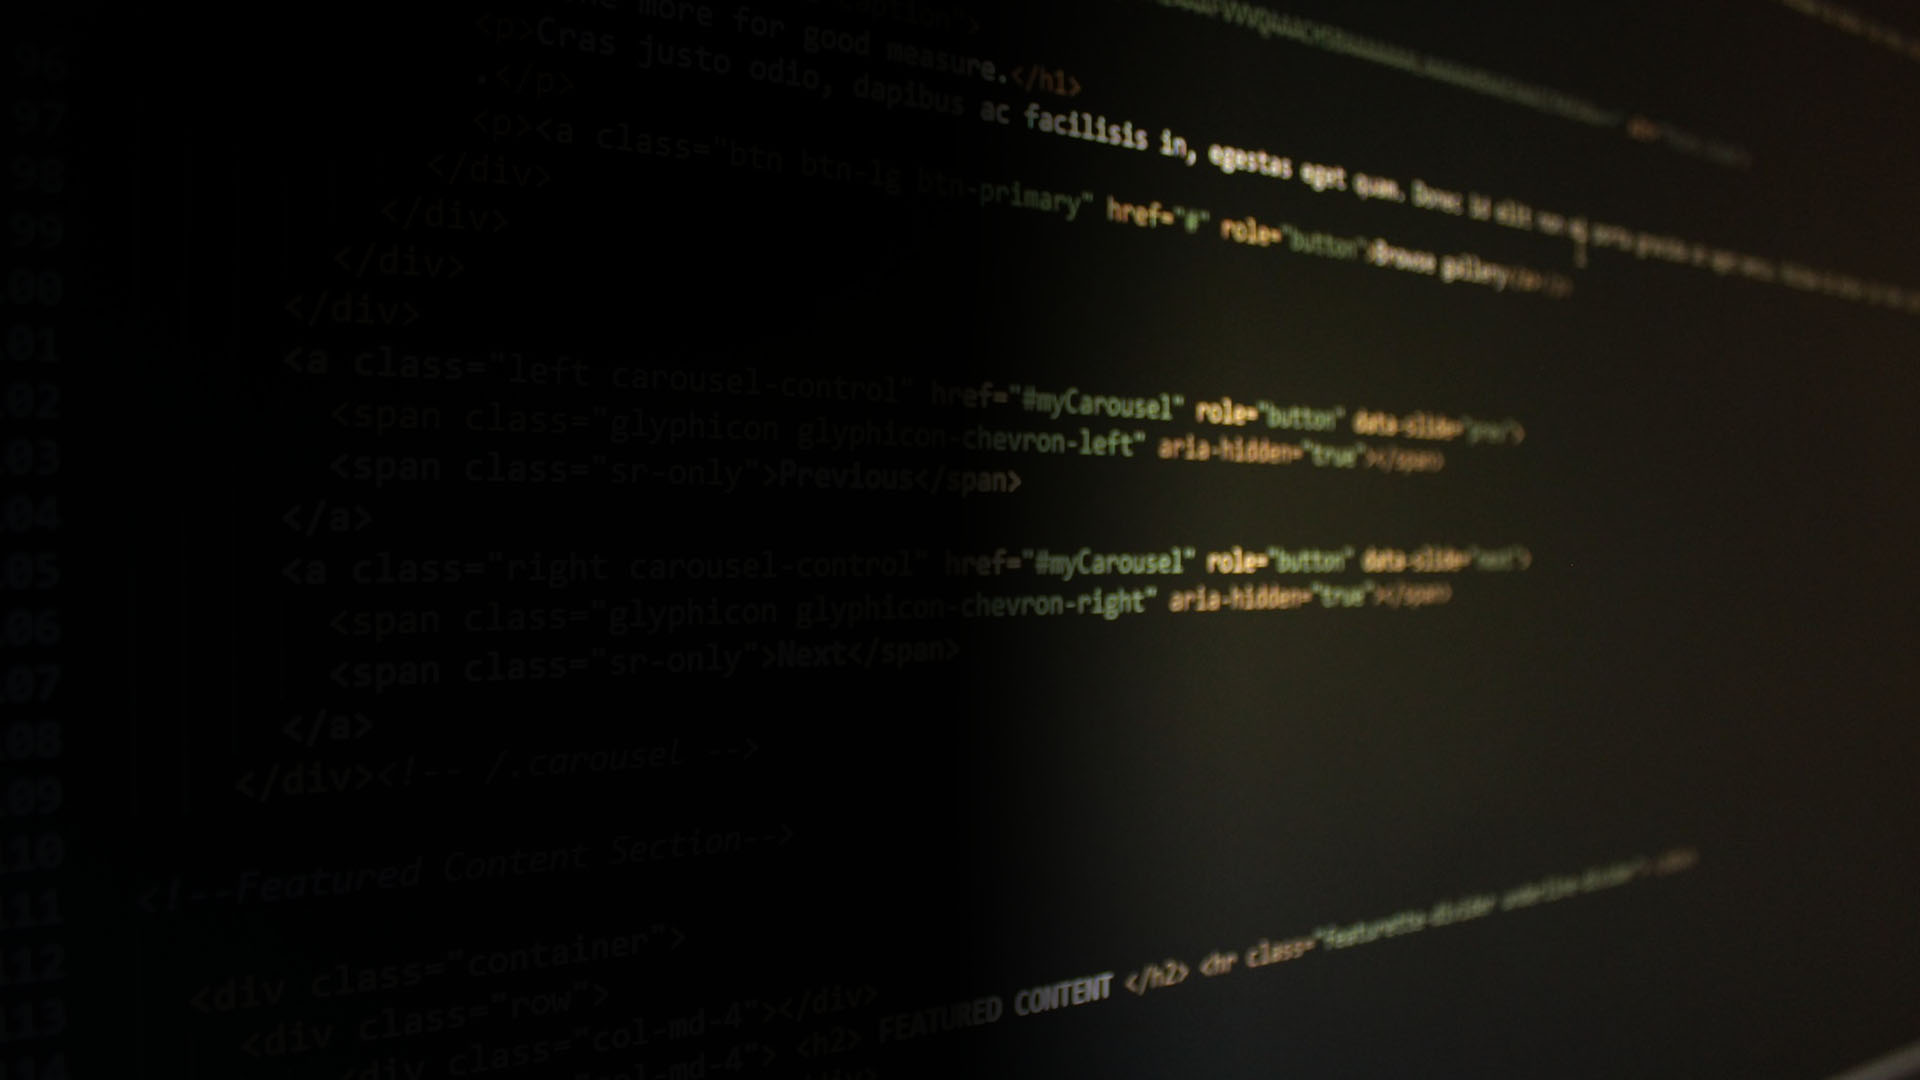 96
97
98
99
100
101
102
103
104
105
106
107
108
109
110
111
112
113
114
more for good measure.</h1>
<p>Cras justo odio, dapibus ac facilisis in, egestas eget quam. Donec id elit non
.</p>
<p><a class="btn btn-lg btn-primary" href="#" role="button">Browse gallery</a></p>
</div>
</div>
</div>
</div>
<a class="left carousel-control" href="#myCarousel" role="button" data-slide="prev">
<span class="glyphicon glyphicon-chevron-left" aria-hidden="true"></span>
<span class="sr-only">Previous</span>
</a>
<a class="right carousel-control" href="#myCarousel" role="button" data-slide="next">
<span class="glyphicon glyphicon-chevron-right" aria-hidden="true"></span>
<span class="sr-only">Next</span>
</a>
</div><!-- /.carousel -->
<!--Featured Content Section-->
<div class="container">
<div class="row">
<div class="col-md-4"></div>
col-md-4"> <h2> FEATURED CONTENT </h2> <hr class="featurette-divider